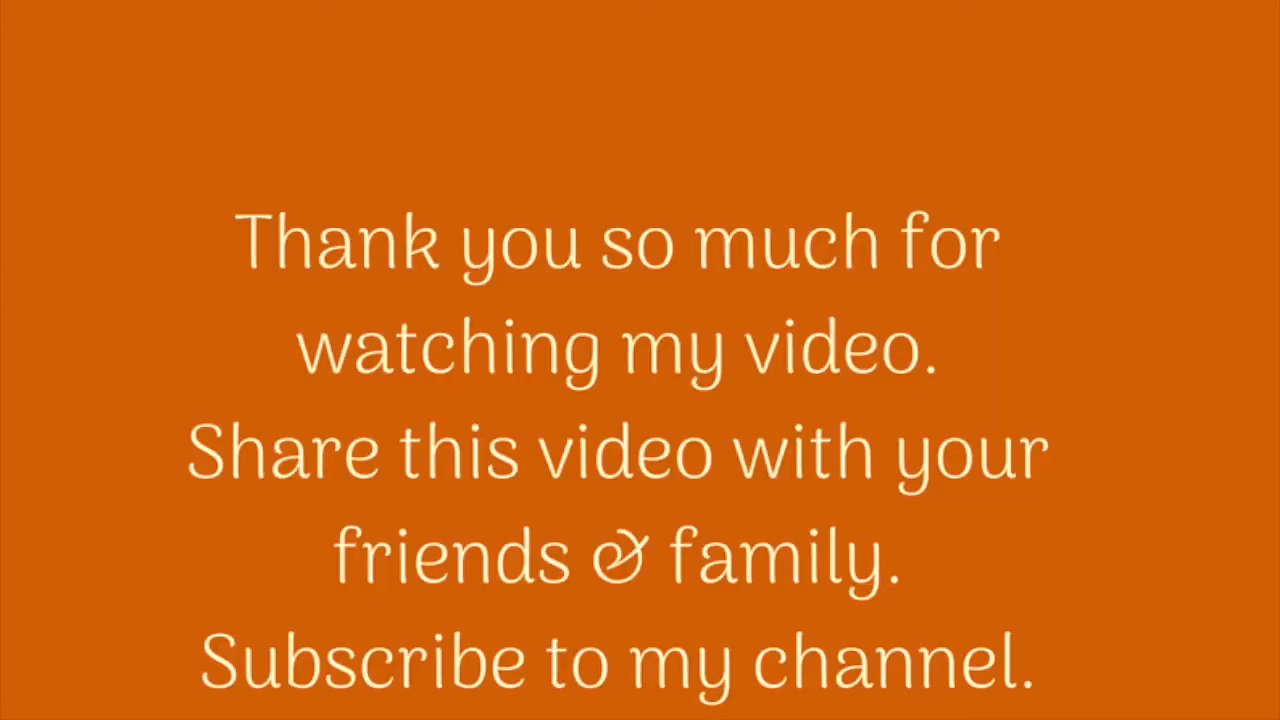 Thank you so much for
watching my video.
Share this video with your
friends & family.
Subscribe to my channel.